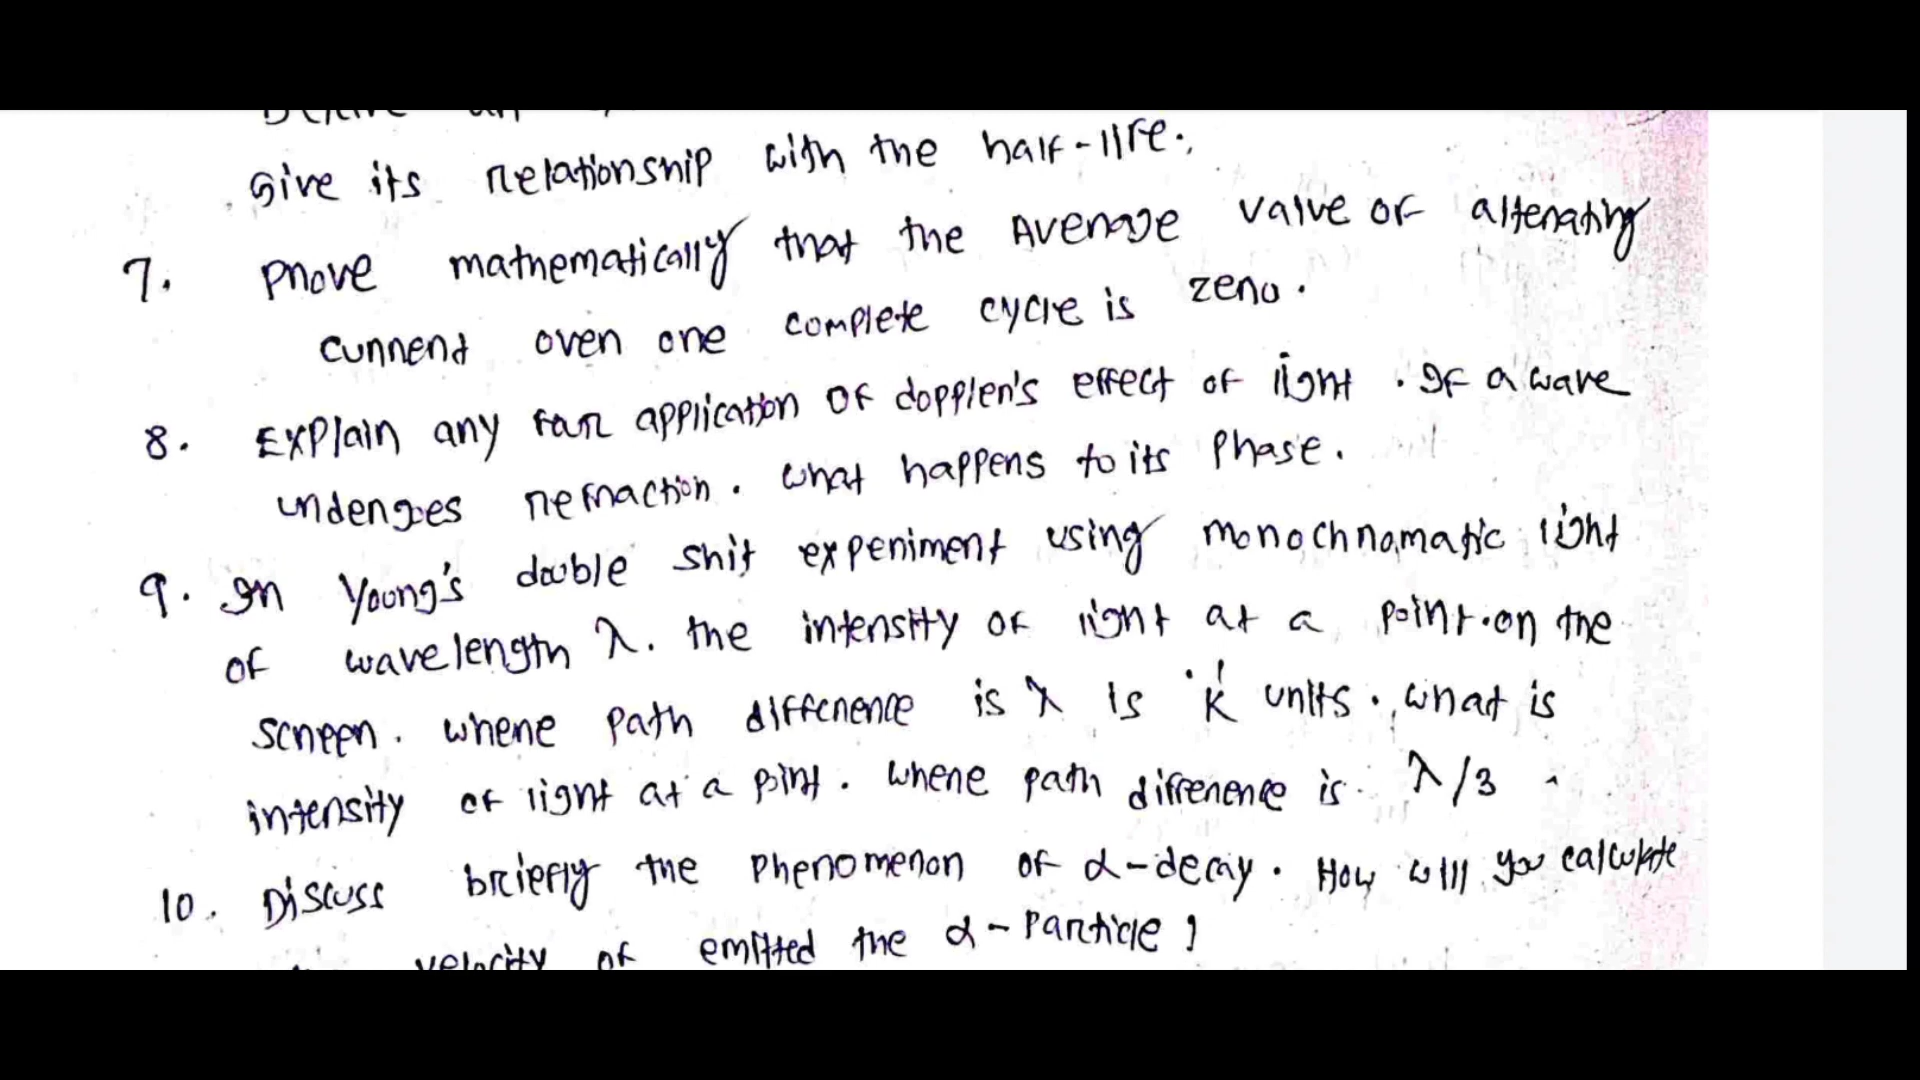 Give its relationship with the half-life.
7. Prove mathematically that the Average value of alternating
current over one complete cycle is zero.
8. Explain any four application of doppler's effect of light. If a wave
undergoes refraction. what happens to its phase.
9. In Young's double shit experiment using monochromatic light
of wavelength λ. the intensity of light at a point.on the
screen. where path difference is λ is 'K' units. what is
intensity of light at a point. where path difference is λ/3
10. Discuss briefly the phenomenon of α-decay. How will you calculate
velocity of emitted the α-particle?